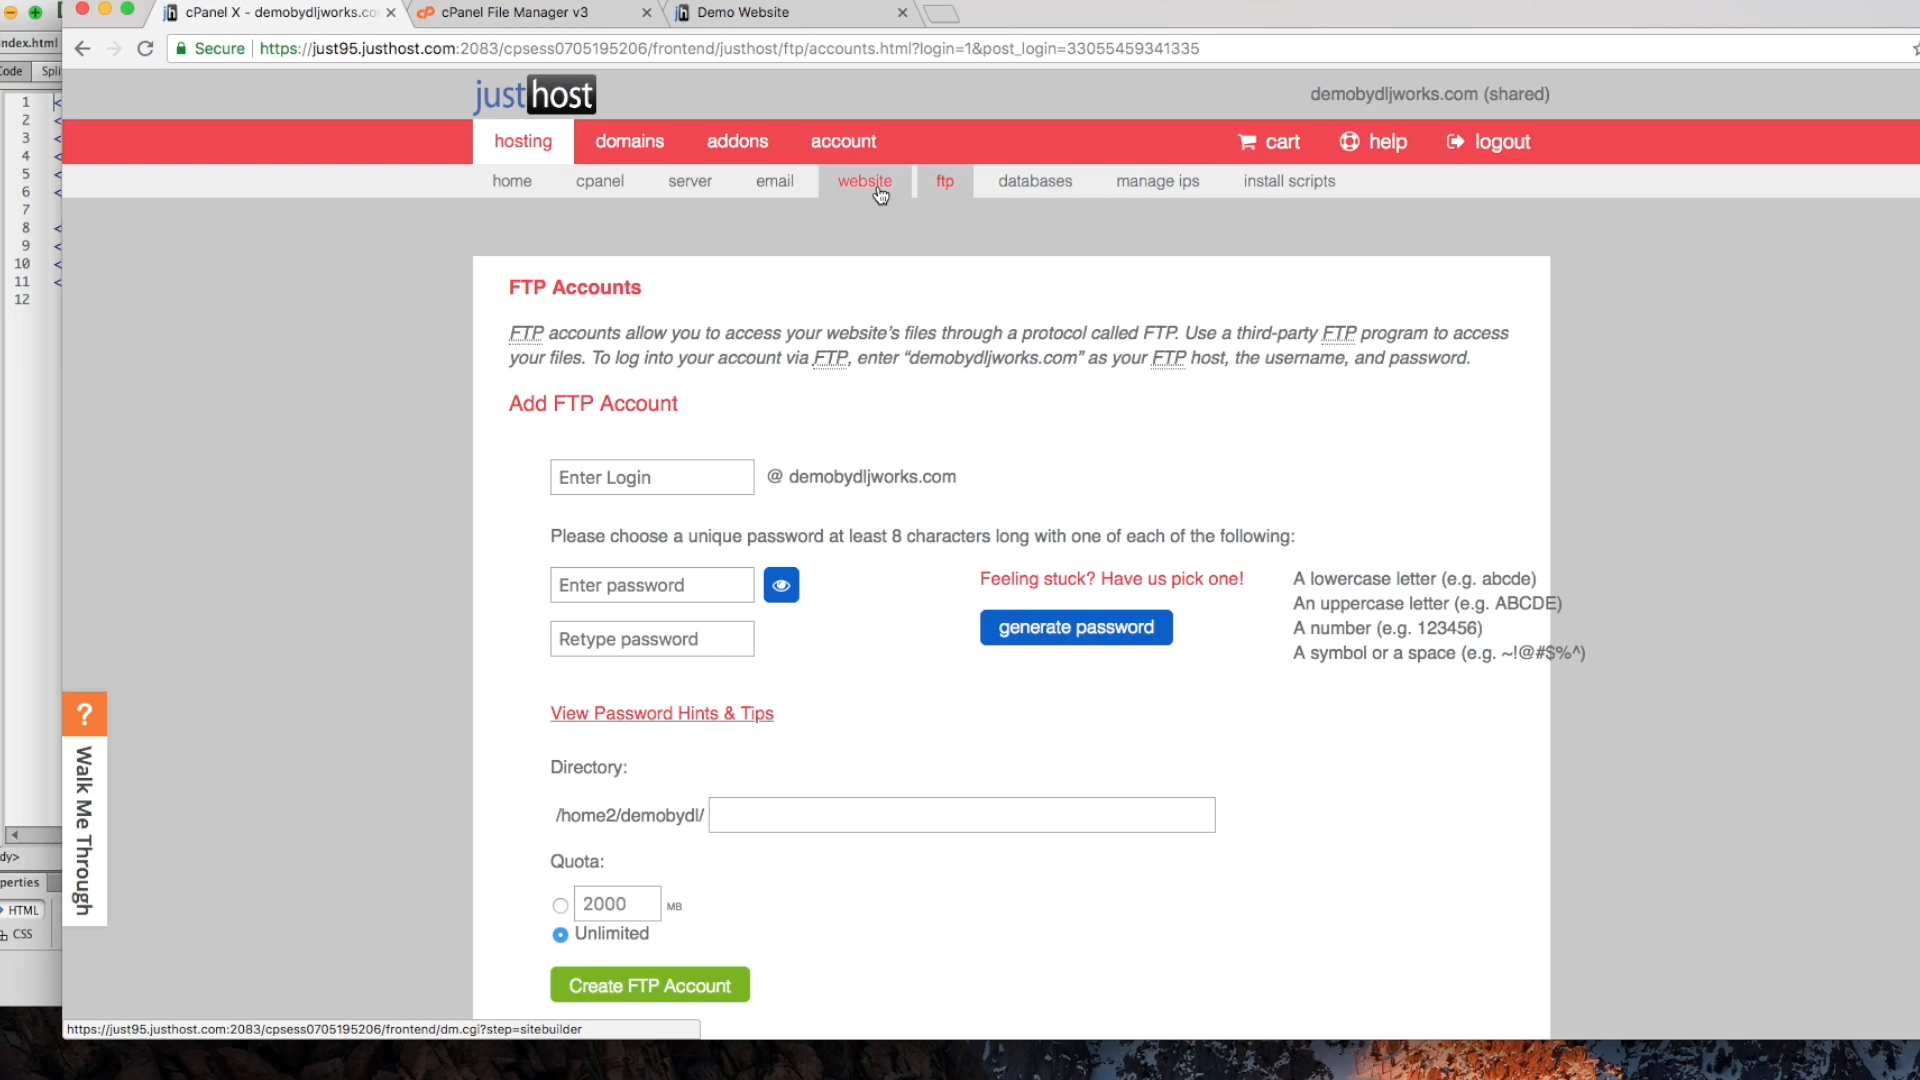 cPanel X - demobydljworks.co
cPanel File Manager v3
Demo Website
index.html
Secure
https://just95.justhost.com:2083/cpsess0705195206/frontend/justhost/ftp/accounts.html?login=1&post_login=33055459341335
Code
Spli
justhost
demobydljworks.com (shared)
hosting
domains
addons
account
cart
help
logout
home
cpanel
server
email
website
ftp
databases
manage ips
install scripts
1
2
3
4
5
6
7
8
9
10
11
12
FTP Accounts
FTP accounts allow you to access your website's files through a protocol called FTP. Use a third-party FTP program to access
your files. To log into your account via FTP, enter “demobydljworks.com” as your FTP host, the username, and password.
Add FTP Account
Enter Login
@ demobydljworks.com
Please choose a unique password at least 8 characters long with one of each of the following:
Enter password
Retype password
Feeling stuck? Have us pick one!
generate password
A lowercase letter (e.g. abcde)
An uppercase letter (e.g. ABCDE)
A number (e.g. 123456)
A symbol or a space (e.g. ~!@#$%^)
View Password Hints & Tips
?
Walk Me Through
Directory:
/home2/demobydl/
Quota:
2000
MB
Unlimited
Create FTP Account
dy>
perties
HTML
CSS
https://just95.justhost.com:2083/cpsess0705195206/frontend/dm.cgi?step=sitebuilder